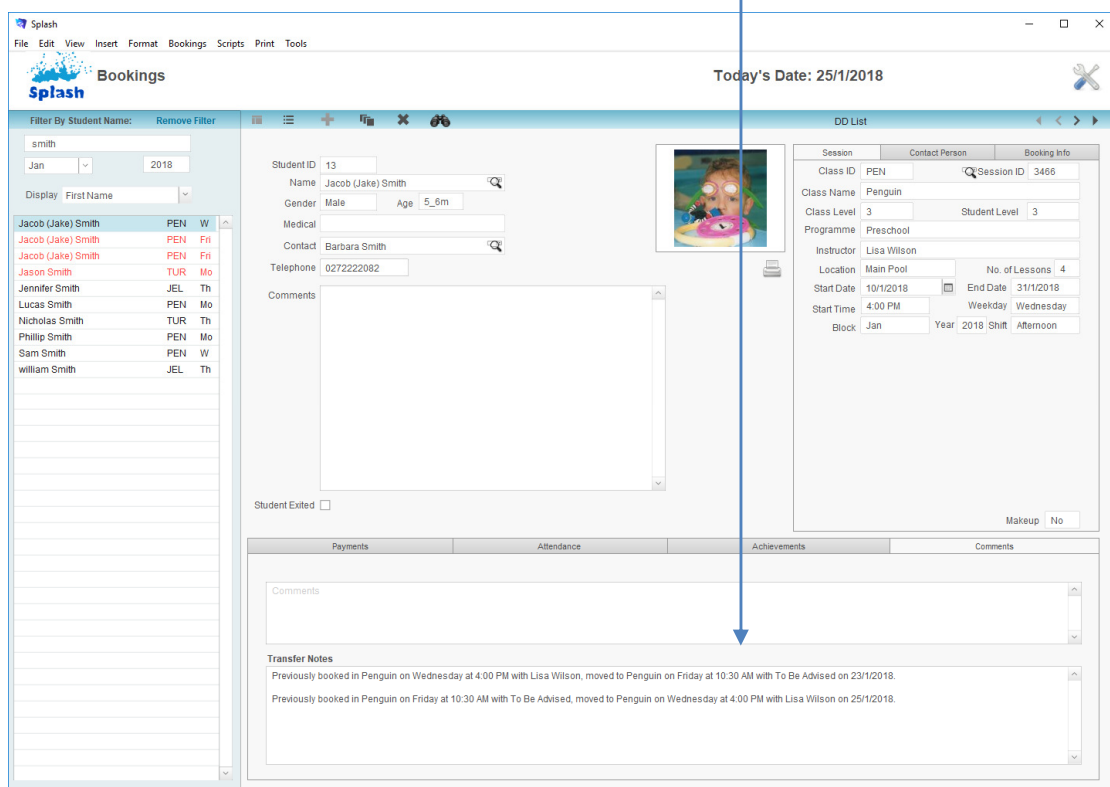 Splash
File Edit View Insert Format Bookings Scripts Print Tools
Splash
Bookings
Today's Date: 25/1/2018
Filter By Student Name: Remove Filter
DD List
smith
Jan 2018
Display First Name
Jacob (Jake) Smith PEN W
Jacob (Jake) Smith PEN Fri
Jacob (Jake) Smith PEN Fri
Jason Smith TUR Mo
Jennifer Smith JEL Th
Lucas Smith PEN Mo
Nicholas Smith TUR Th
Phillip Smith PEN Mo
Sam Smith PEN W
william Smith JEL Th
Student ID 13
Name Jacob (Jake) Smith
Gender Male Age 5_6m
Medical
Contact Barbara Smith
Telephone 0272222082
Comments
Student Exited
Session Contact Person Booking Info
Class ID PEN Session ID 3466
Class Name Penguin
Class Level 3 Student Level 3
Programme Preschool
Instructor Lisa Wilson
Location Main Pool No. of Lessons 4
Start Date 10/1/2018 End Date 31/1/2018
Start Time 4:00 PM Weekday Wednesday
Block Jan Year 2018 Shift Afternoon
Makeup No
Payments Attendance Achievements Comments
Comments
Transfer Notes
Previously booked in Penguin on Wednesday at 4:00 PM with Lisa Wilson, moved to Penguin on Friday at 10:30 AM with To Be Advised on 23/1/2018.
Previously booked in Penguin on Friday at 10:30 AM with To Be Advised, moved to Penguin on Wednesday at 4:00 PM with Lisa Wilson on 25/1/2018.